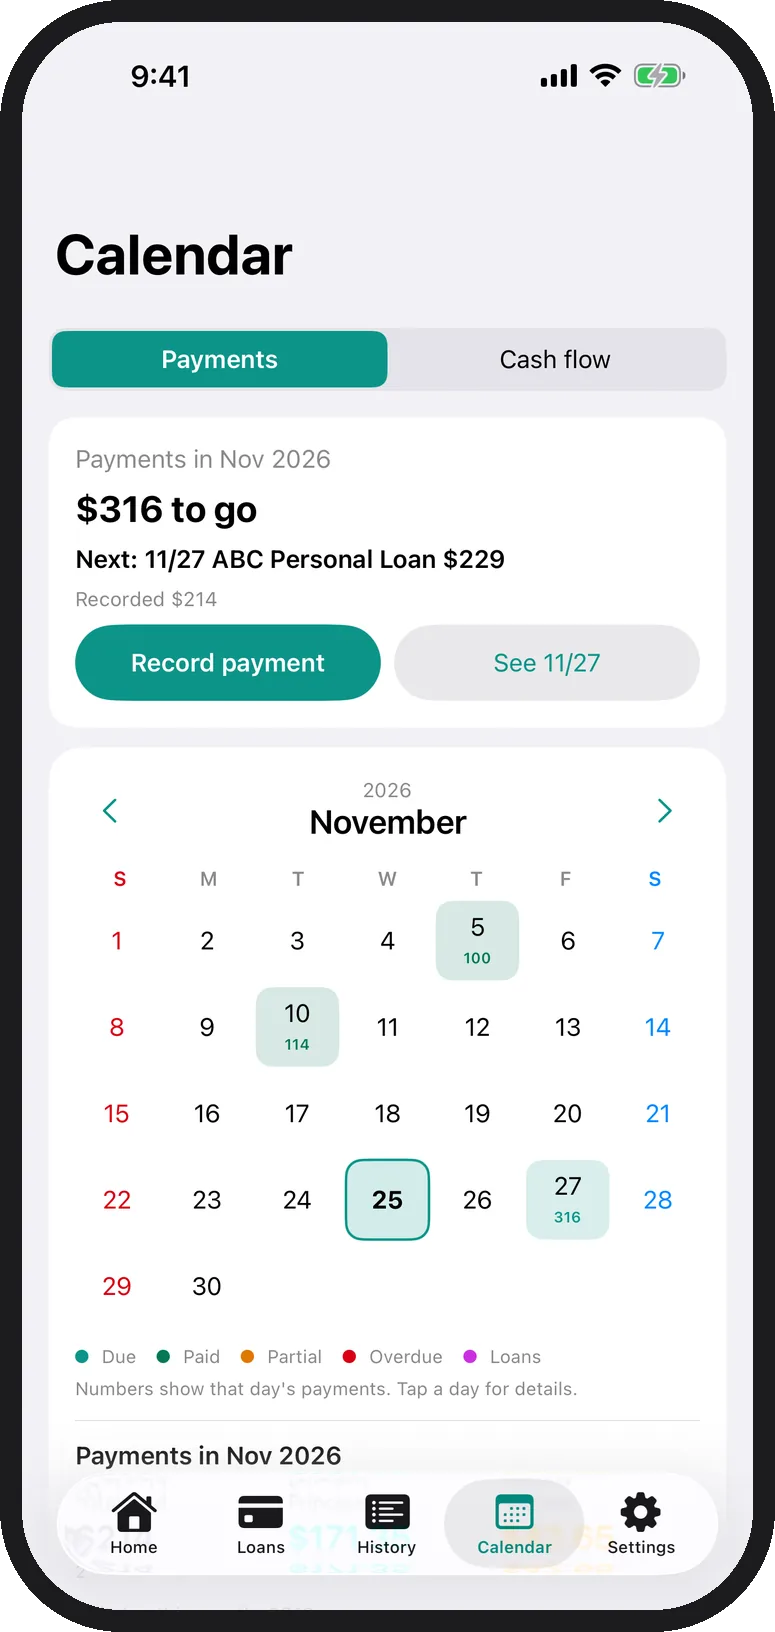 9:41
Calendar
Payments Cash flow
Payments in Nov 2026
$316 to go
Next: 11/27 ABC Personal Loan $229
Recorded $214
Record payment See 11/27
2026
November
S M T W T F S
1 2 3 4 5 6 7
100
8 9 10 11 12 13 14
114
15 16 17 18 19 20 21
22 23 24 25 26 27 28
316
29 30
Due Paid Partial Overdue Loans
Numbers show that day's payments. Tap a day for details.
Payments in Nov 2026
Home Loans History Calendar Settings